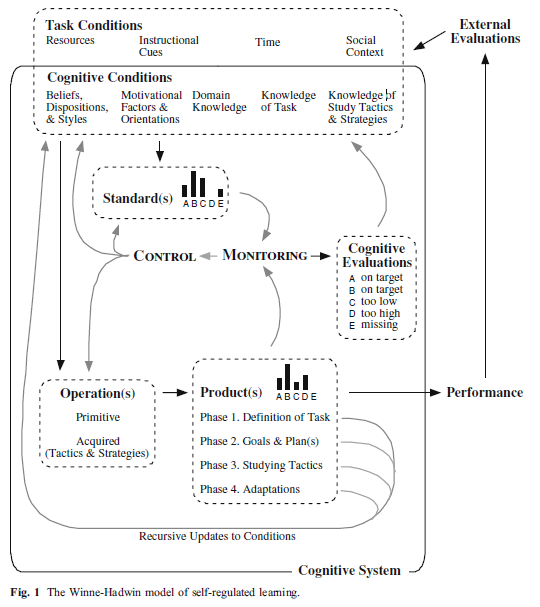 Task Conditions
Resources
Instructional
Cues
Time
Social
Context
External
Evaluations
Cognitive Conditions
Beliefs,
Dispositions,
& Styles
Motivational
Factors &
Orientations
Domain
Knowledge
Knowledge
of Task
Knowledge of
Study Tactics
& Strategies
Standard(s)
A B C D E
CONTROL
MONITORING
Cognitive
Evaluations
A on target
B on target
C too low
D too high
E missing
Operation(s)
Primitive
Acquired
(Tactics & Strategies)
Product(s)
A B C D E
Phase 1. Definition of Task
Phase 2. Goals & Plan(s)
Phase 3. Studying Tactics
Phase 4. Adaptations
Performance
Recursive Updates to Conditions
Cognitive System
Fig. 1 The Winne-Hadwin model of self-regulated learning.